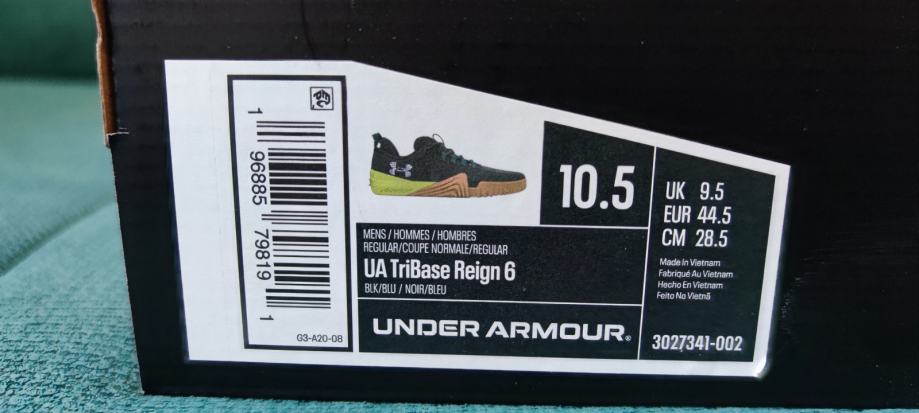 1 96885 79819 1
G3-A20-08
10.5
MENS / HOMMES / HOMBRES
REGULAR/COUPE NORMALE/REGULAR
UA TriBase Reign 6
BLK/BLU / NOIR/BLEU
UNDER ARMOUR®
UK 9.5
EUR 44.5
CM 28.5
Made In Vietnam
Fabriqué Au Vietnam
Hecho En Vietnam
Feito No Vietnã
3027341-002